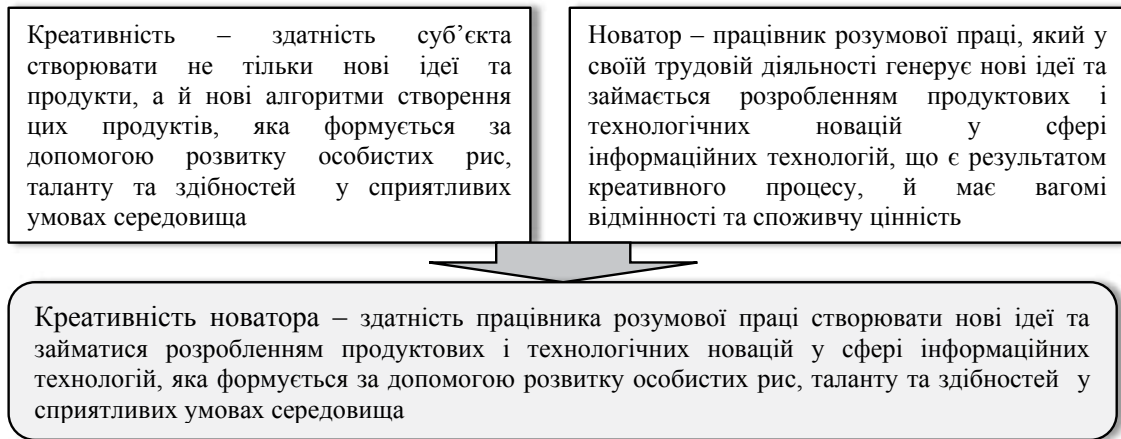 Креативність – здатність суб’єкта
створювати не тільки нові ідеї та
продукти, а й нові алгоритми створення
цих продуктів, яка формується за
допомогою розвитку особистих рис,
таланту та здібностей у сприятливих
умовах середовища
Новатор – працівник розумової праці, який у
своїй трудовій діяльності генерує нові ідеї та
займається розробленням продуктових і
технологічних новацій у сфері
інформаційних технологій, що є результатом
креативного процесу, й має вагомі
відмінності та споживчу цінність
Креативність новатора – здатність працівника розумової праці створювати нові ідеї та
займатися розробленням продуктових і технологічних новацій у сфері інформаційних
технологій, яка формується за допомогою розвитку особистих рис, таланту та здібностей у
сприятливих умовах середовища